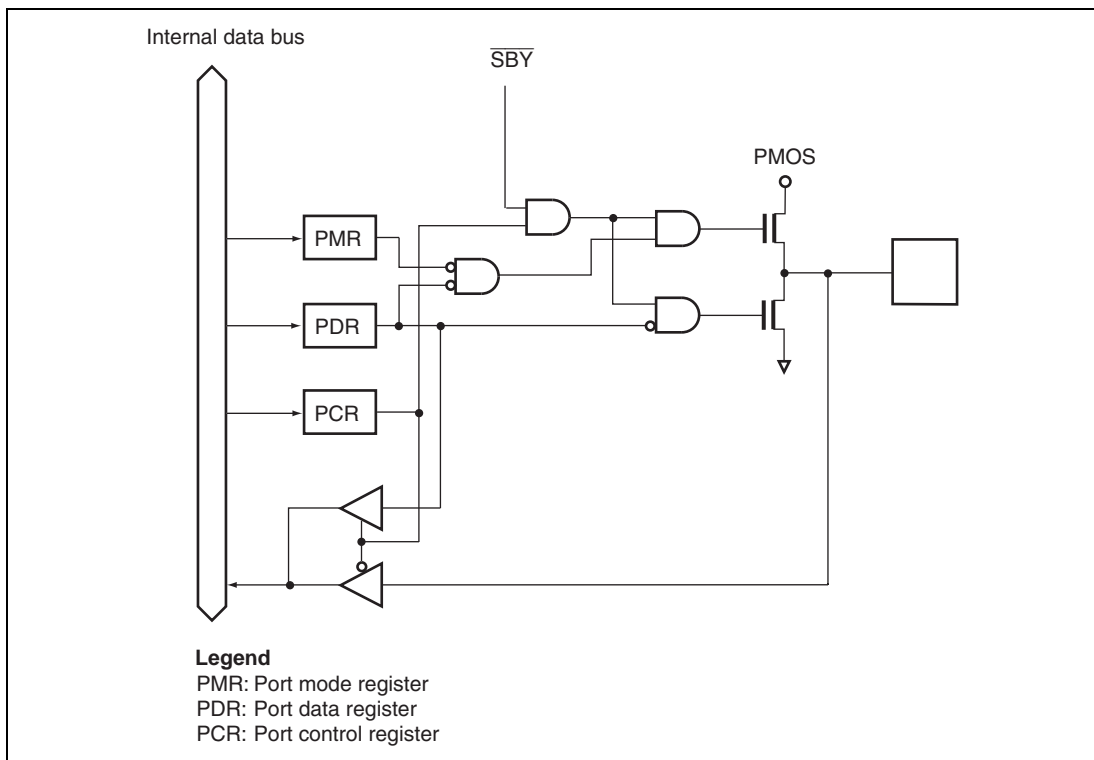 Internal data bus
SBY
PMOS
PMR
PDR
PCR
Legend
PMR: Port mode register
PDR: Port data register
PCR: Port control register